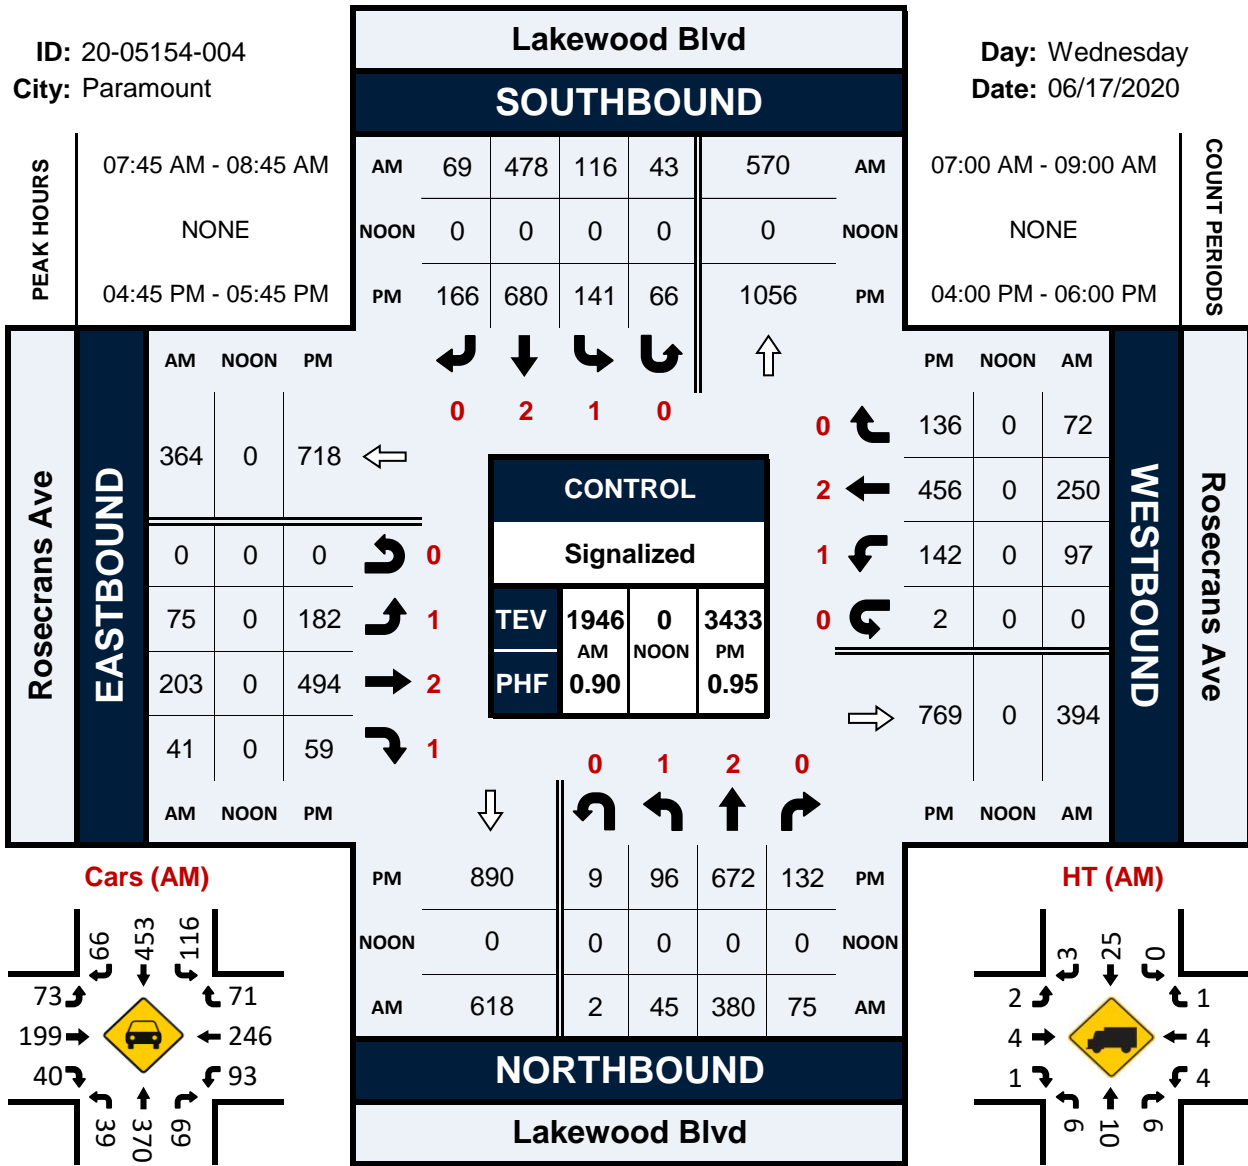 ID: 20-05154-004
City: Paramount
Lakewood Blvd
SOUTHBOUND
Day: Wednesday
Date: 06/17/2020
PEAK HOURS
07:45 AM - 08:45 AM
NONE
04:45 PM - 05:45 PM
AM 69 478 116 43 570 AM
NOON 0 0 0 0 0 NOON
PM 166 680 141 66 1056 PM
07:00 AM - 09:00 AM
NONE
04:00 PM - 06:00 PM
COUNT PERIODS
0 2 1 0
Rosecrans Ave
EASTBOUND
AM NOON PM
364 0 718
0 0 0 0
75 0 182 1
203 0 494 2
41 0 59 1
AM NOON PM
CONTROL
Signalized
TEV 1946 0 3433
AM NOON PM
PHF 0.90 0.95
PM NOON AM
0 136 0 72
2 456 0 250
1 142 0 97
0 2 0 0
769 0 394
PM NOON AM
WESTBOUND
Rosecrans Ave
0 1 2 0
PM 890 9 96 672 132 PM
NOON 0 0 0 0 0 NOON
AM 618 2 45 380 75 AM
NORTHBOUND
Lakewood Blvd
Cars (AM)
66 453 116
73 71
199 246
40 93
39 370 69
HT (AM)
3 25 0
2 1
4 4
1 4
6 10 6